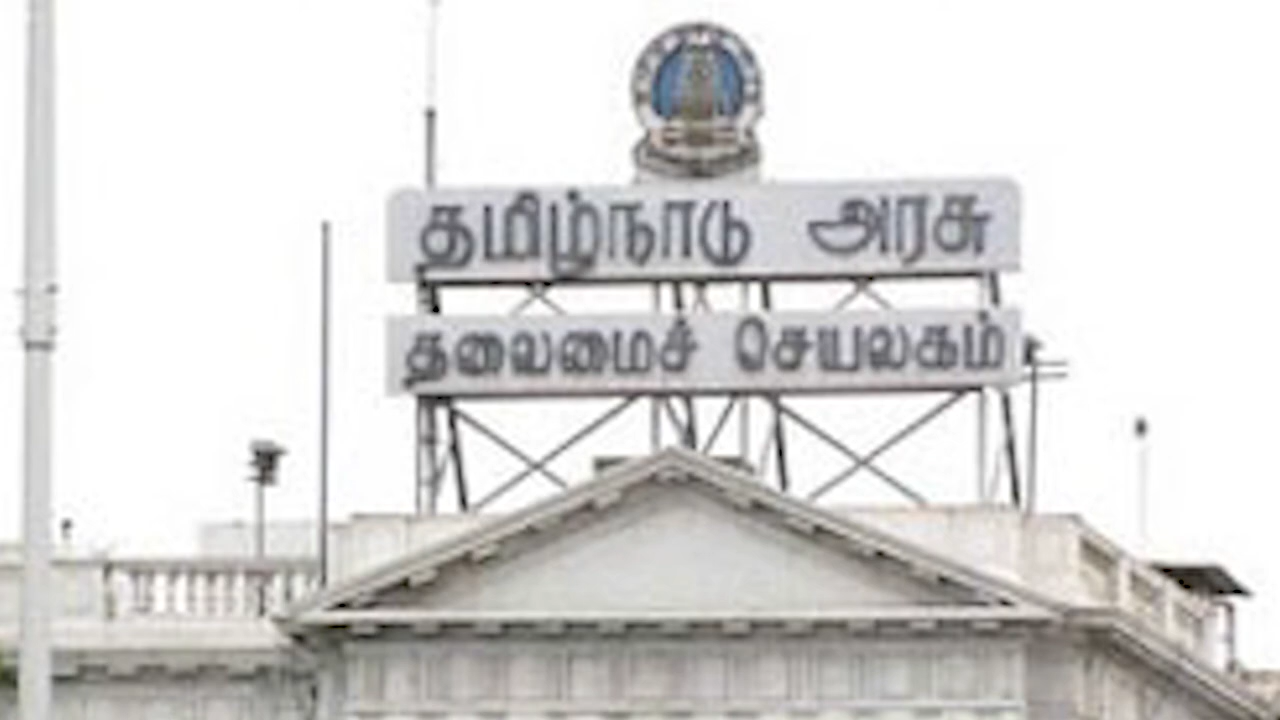 தமிழ்நாடு அரசு
தலைமைச் செயலகம்